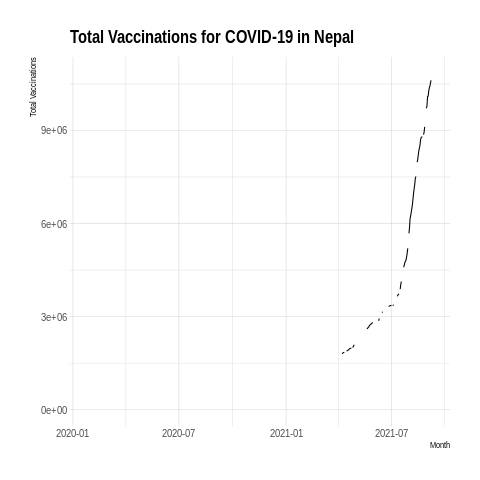 Total Vaccinations for COVID-19 in Nepal
Total Vaccinations
9e+06
6e+06
3e+06
0e+00
2020-01 2020-07 2021-01 2021-07
Month